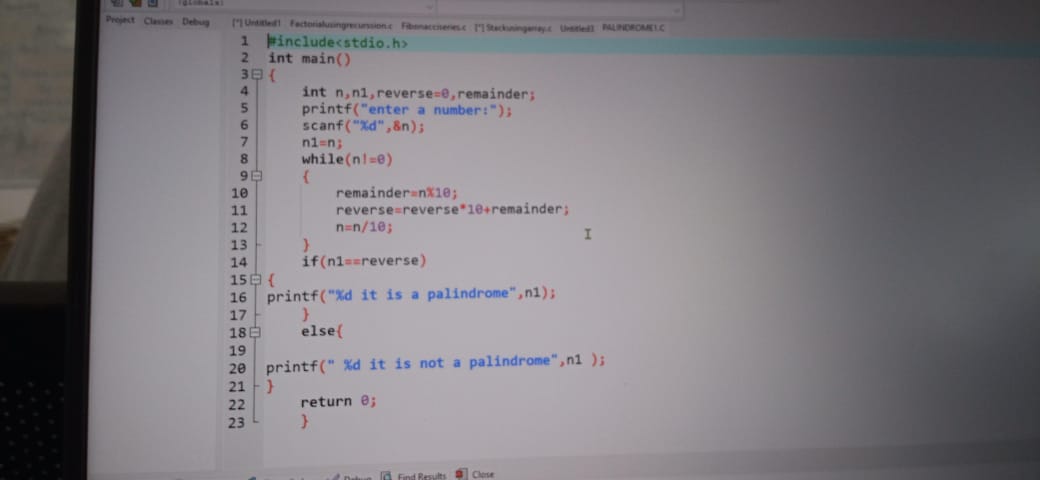 (globals)
Project Classes Debug
[*] Untitled1 Factorialusingrecurssion.c Fibonacciseries.c [*] Stackusingarray.c Untitled3 PALINDROME1.C
1 #include<stdio.h>
2 int main()
3 {
4 int n,n1,reverse=0,remainder;
5 printf("enter a number:");
6 scanf("%d",&n);
7 n1=n;
8 while(n!=0)
9 {
10 remainder=n%10;
11 reverse=reverse*10+remainder;
12 n=n/10;
13 }
14 if(n1==reverse)
15 {
16 printf("%d it is a palindrome",n1);
17 }
18 else{
19
20 printf(" %d it is not a palindrome",n1 );
21 }
22 return 0;
23 }
Debug Find Results Close